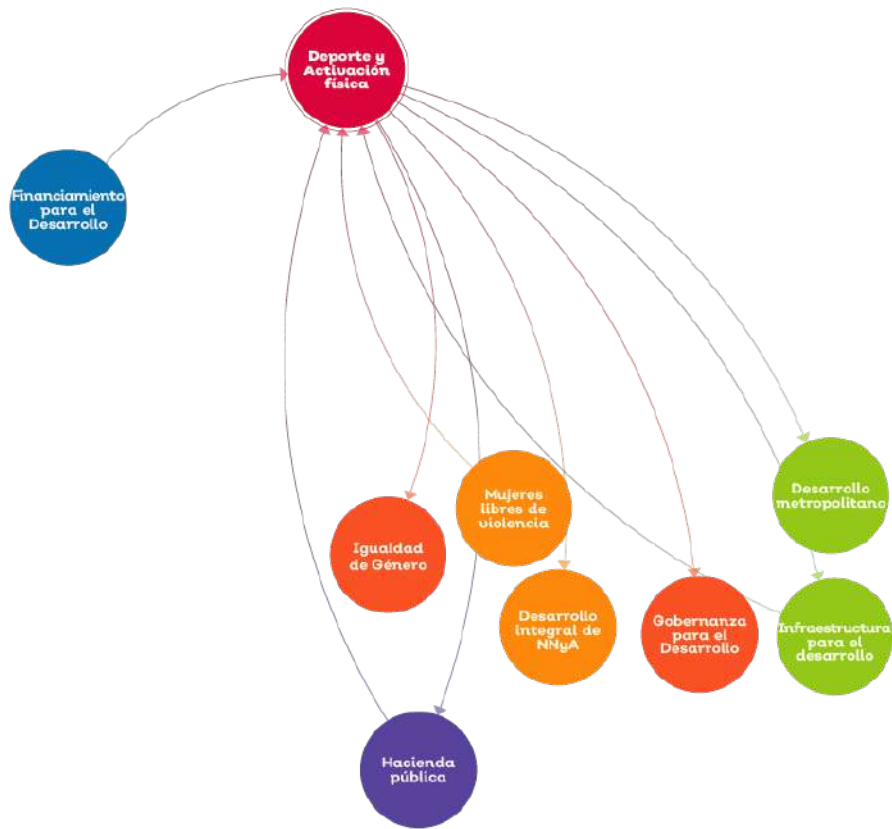 Deporte y
Activación
física
Financiamiento
para el
Desarrollo
Mujeres
libres de
violencia
Desarrollo
metropolitano
Igualdad
de Género
Desarrollo
integral de
NNyA
Gobernanza
para el
Desarrollo
Infraestructura
para el
desarrollo
Hacienda
pública